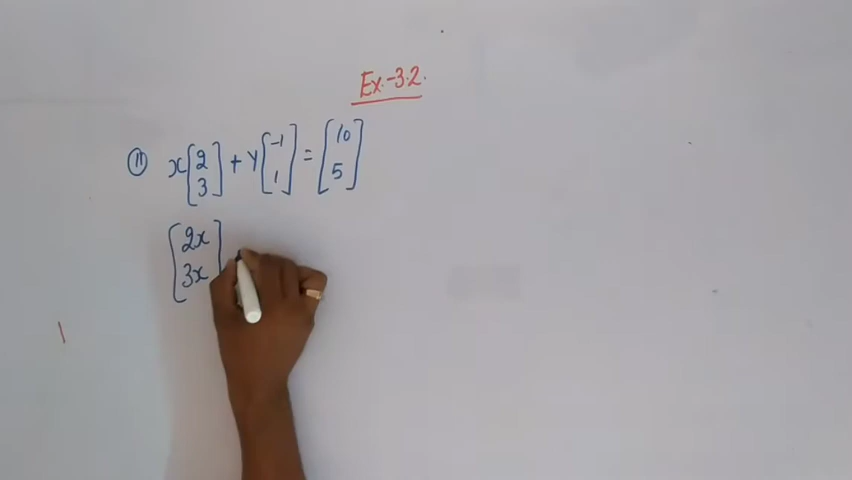 Ex.-3.2.
11 x[2 3] + Y[-1 1] = [10 5]
[2x 3x]